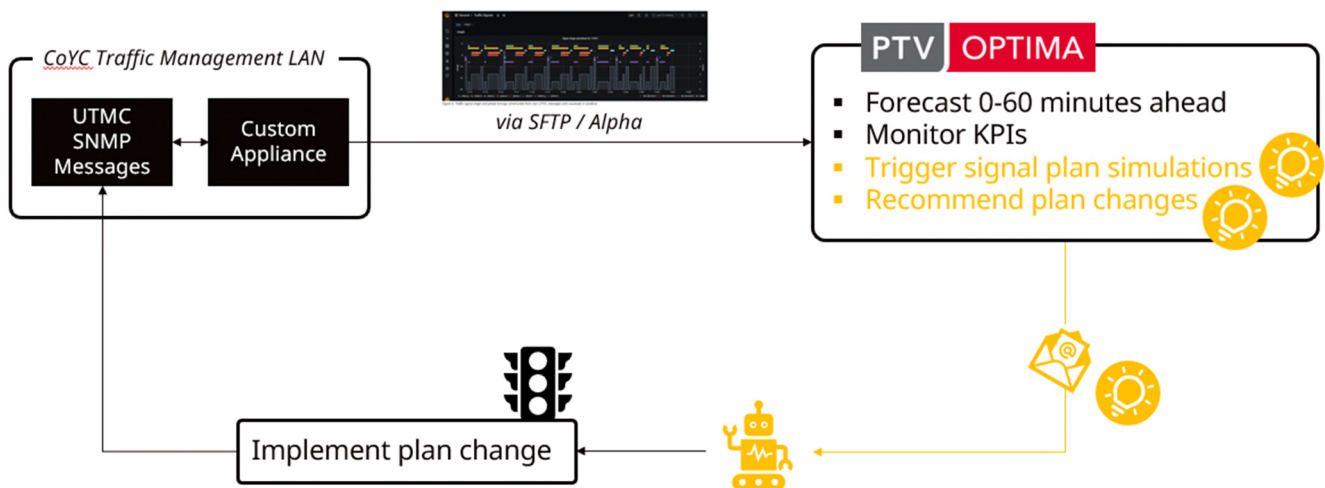 CoYC Traffic Management LAN
UTMC
SNMP
Messages
Custom
Appliance
via SFTP / Alpha
PTV OPTIMA
▪ Forecast 0-60 minutes ahead
▪ Monitor KPIs
▪ Trigger signal plan simulations
▪ Recommend plan changes
@
Implement plan change